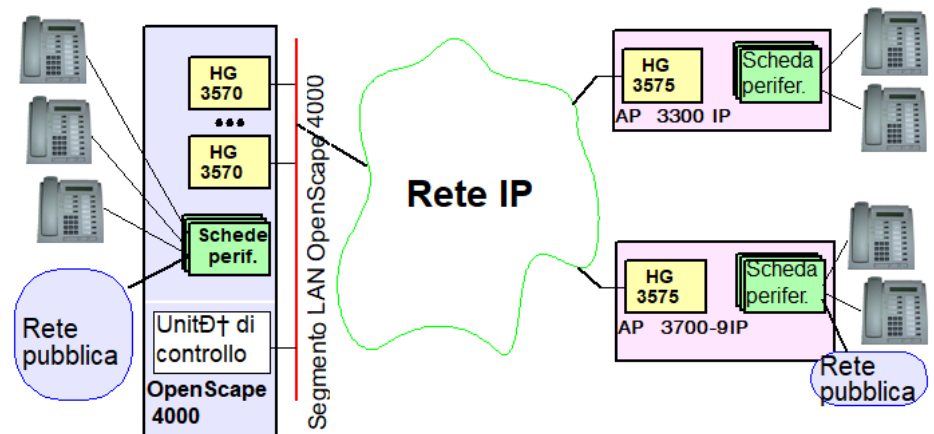 HG
3570
•••
HG
3570
Schede
perif.
Rete
pubblica
UnitÐ† di
controllo
OpenScape
4000
Segmento LAN OpenScape 4000
Rete IP
HG
3575
Scheda
perifer.
AP 3300 IP
HG
3575
Scheda
perifer.
AP 3700-9IP
Rete
pubblica